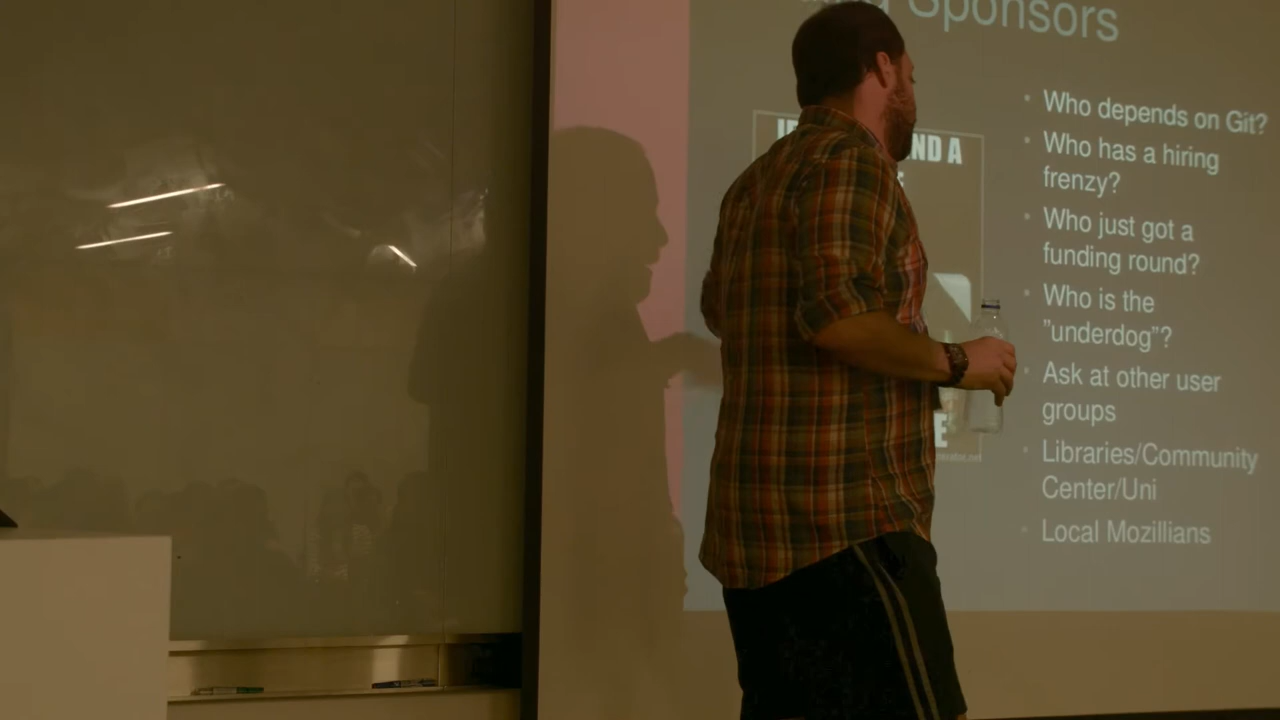 Sponsors
ND A
Who depends on Git?
Who has a hiring
frenzy?
Who just got a
funding round?
Who is the
"underdog"?
Ask at other user
groups
Libraries/Community
Center/Uni
Local Mozillians